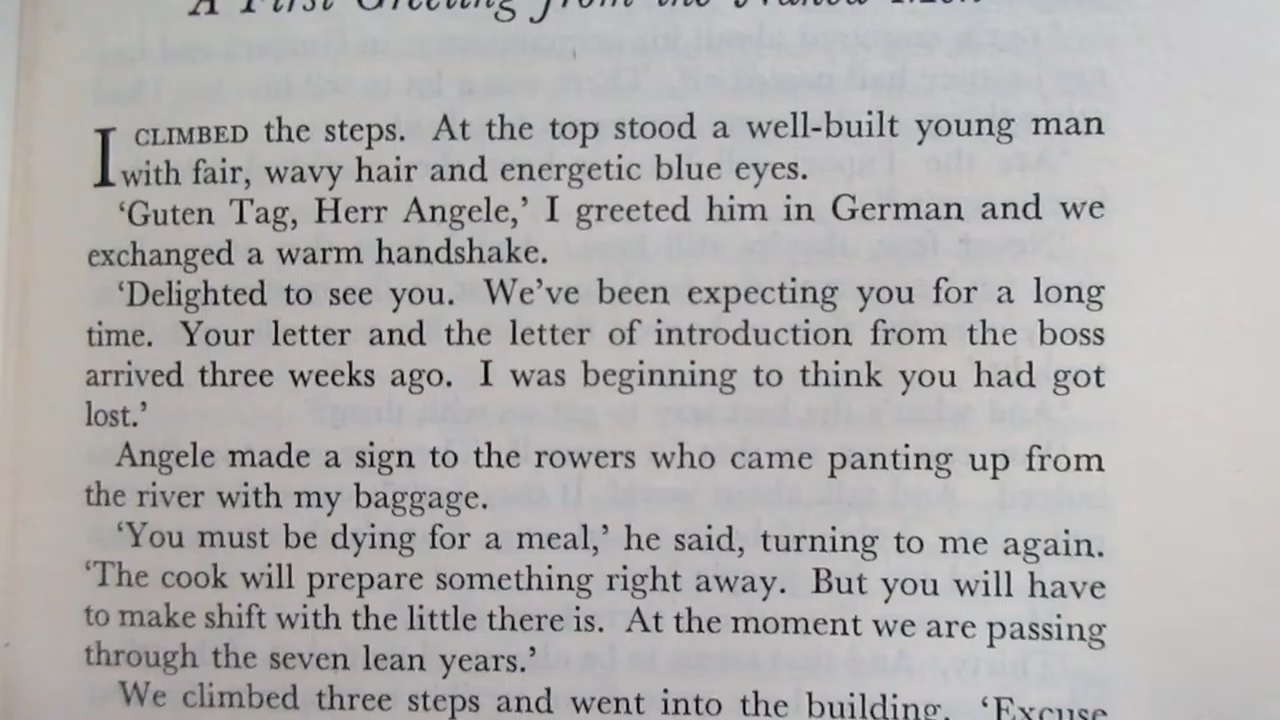 A First Greeting from the Naked Men
I CLIMBED the steps. At the top stood a well-built young man
with fair, wavy hair and energetic blue eyes.
‘Guten Tag, Herr Angele,’ I greeted him in German and we
exchanged a warm handshake.
‘Delighted to see you. We’ve been expecting you for a long
time. Your letter and the letter of introduction from the boss
arrived three weeks ago. I was beginning to think you had got
lost.’
Angele made a sign to the rowers who came panting up from
the river with my baggage.
‘You must be dying for a meal,’ he said, turning to me again.
‘The cook will prepare something right away. But you will have
to make shift with the little there is. At the moment we are passing
through the seven lean years.’
We climbed three steps and went into the building. ‘Excuse